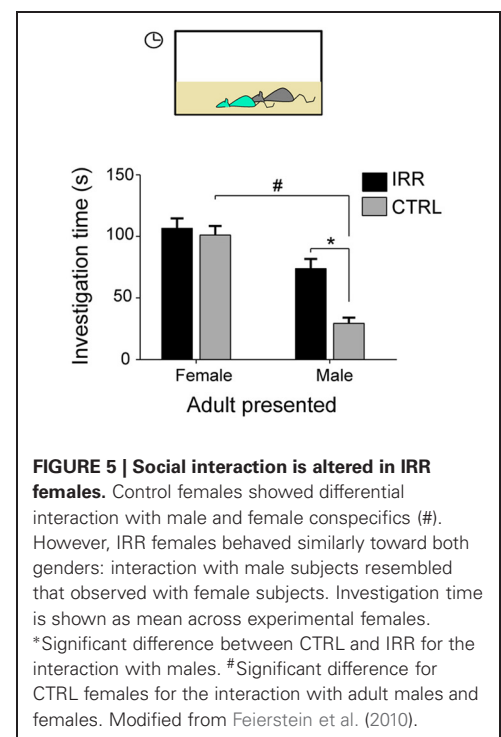 150
Investigation time (s)
#
IRR
CTRL
100
*
50
0
Female
Male
Adult presented
FIGURE 5 | Social interaction is altered in IRR
females. Control females showed differential
interaction with male and female conspecifics (#).
However, IRR females behaved similarly toward both
genders: interaction with male subjects resembled
that observed with female subjects. Investigation time
is shown as mean across experimental females.
*Significant difference between CTRL and IRR for the
interaction with males. #Significant difference for
CTRL females for the interaction with adult males and
females. Modified from Feierstein et al. (2010).